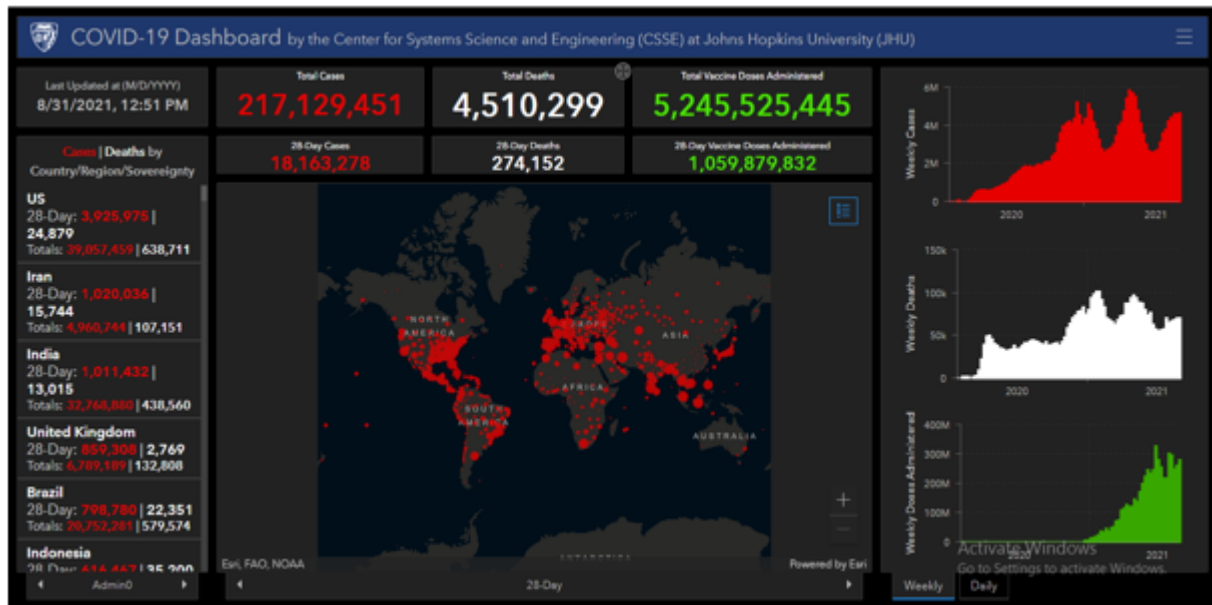 COVID-19 Dashboard by the Center for Systems Science and Engineering (CSSE) at Johns Hopkins University (JHU)
Last Updated at (M/D/YYYY)
8/31/2021, 12:51 PM
Cases | Deaths by
Country/Region/Sovereignty
US
28-Day: 3,925,975 |
24,879
Totals: 39,057,459 | 638,711
Iran
28-Day: 1,020,036 |
15,744
Totals: 4,960,744 | 107,151
India
28-Day: 1,011,432 |
13,015
Totals: 32,768,880 | 438,560
United Kingdom
28-Day: 859,308 | 2,769
Totals: 6,789,189 | 132,808
Brazil
28-Day: 798,780 | 22,351
Totals: 20,752,281 | 579,574
Indonesia
28-Day: 616,467 | 35,200
Admin0
Total Cases
217,129,451
Total Deaths
4,510,299
Total Vaccine Doses Administered
5,245,525,445
28-Day Cases
18,163,278
28-Day Deaths
274,152
28-Day Vaccine Doses Administered
1,059,879,832
NORTH
AMERICA
EUROPE
ASIA
AFRICA
SOUTH
AMERICA
AUSTRALIA
ANTARCTICA
Esri, FAO, NOAA
Powered by Esri
28-Day
Weekly Cases
6M
4M
2M
0
2020
2021
Weekly Deaths
150k
100k
50k
0
2020
2021
Weekly Doses Administered
400M
300M
200M
100M
0
2020
2021
Activate Windows
Go to Settings to activate Windows.
Weekly
Daily